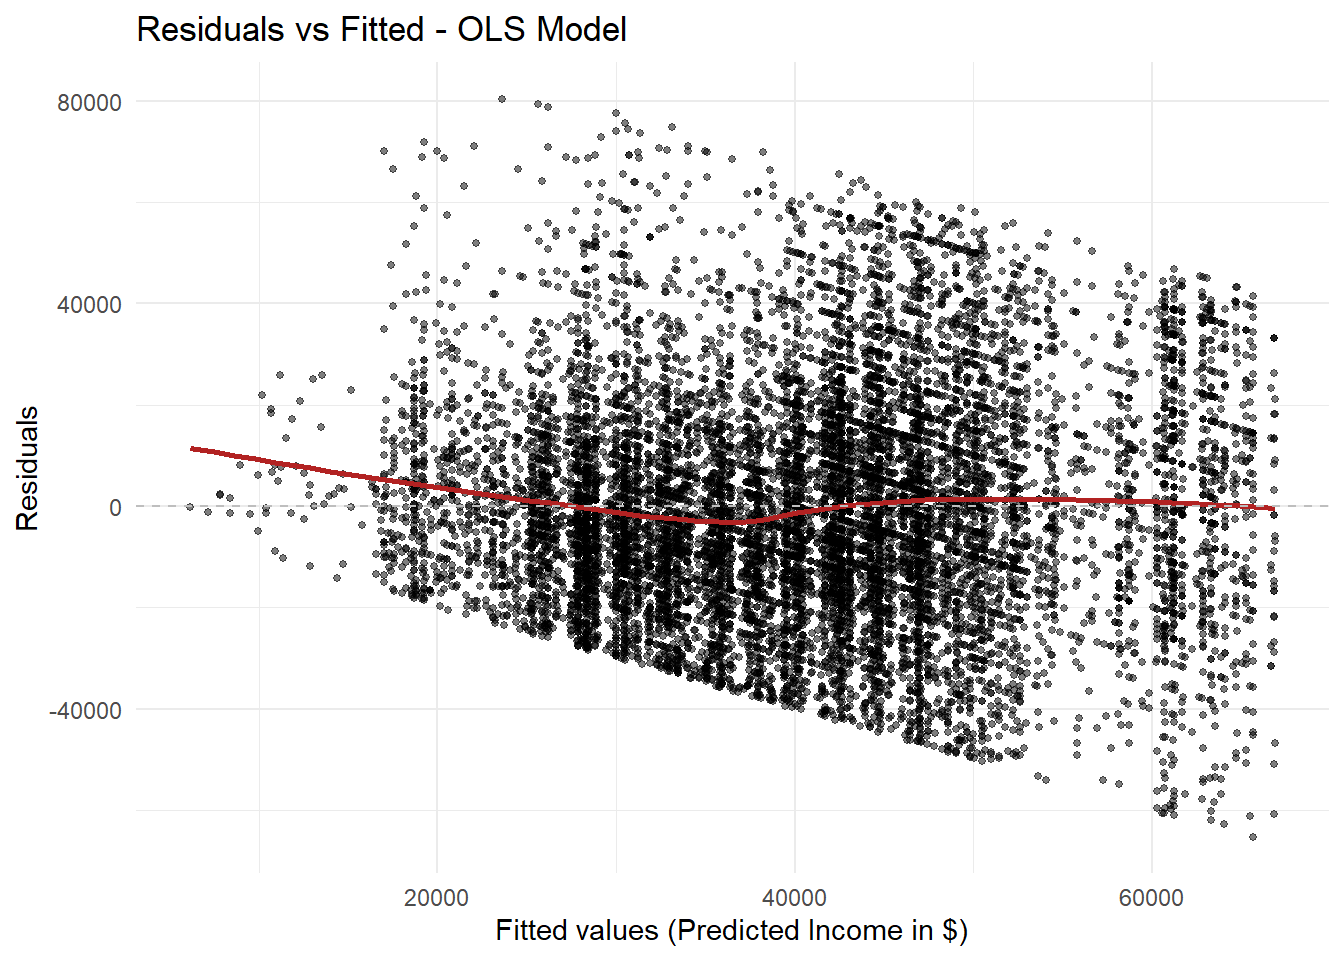 Residuals vs Fitted - OLS Model
80000
40000
0
-40000
Residuals
20000
40000
60000
Fitted values (Predicted Income in $)